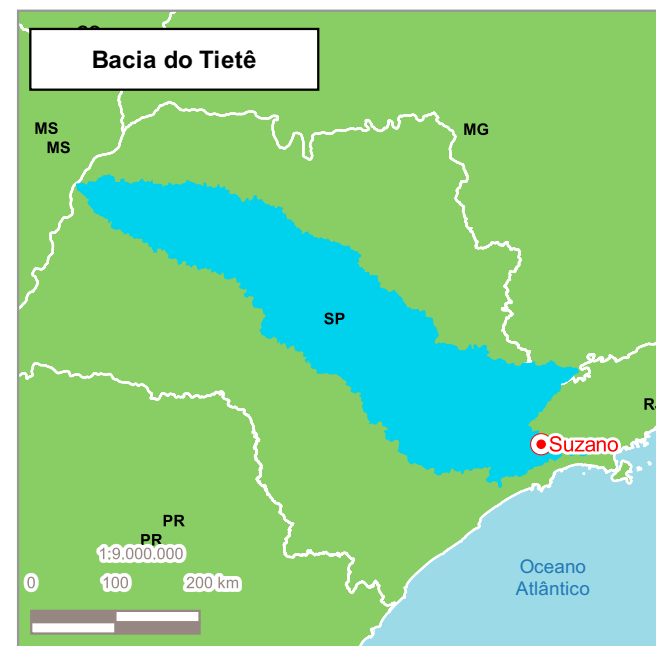 Bacia do Tietê
MS
MS
MG
SP
Suzano
PR
PR
1:9.000.000
0 100 200 km
Oceano
Atlântico